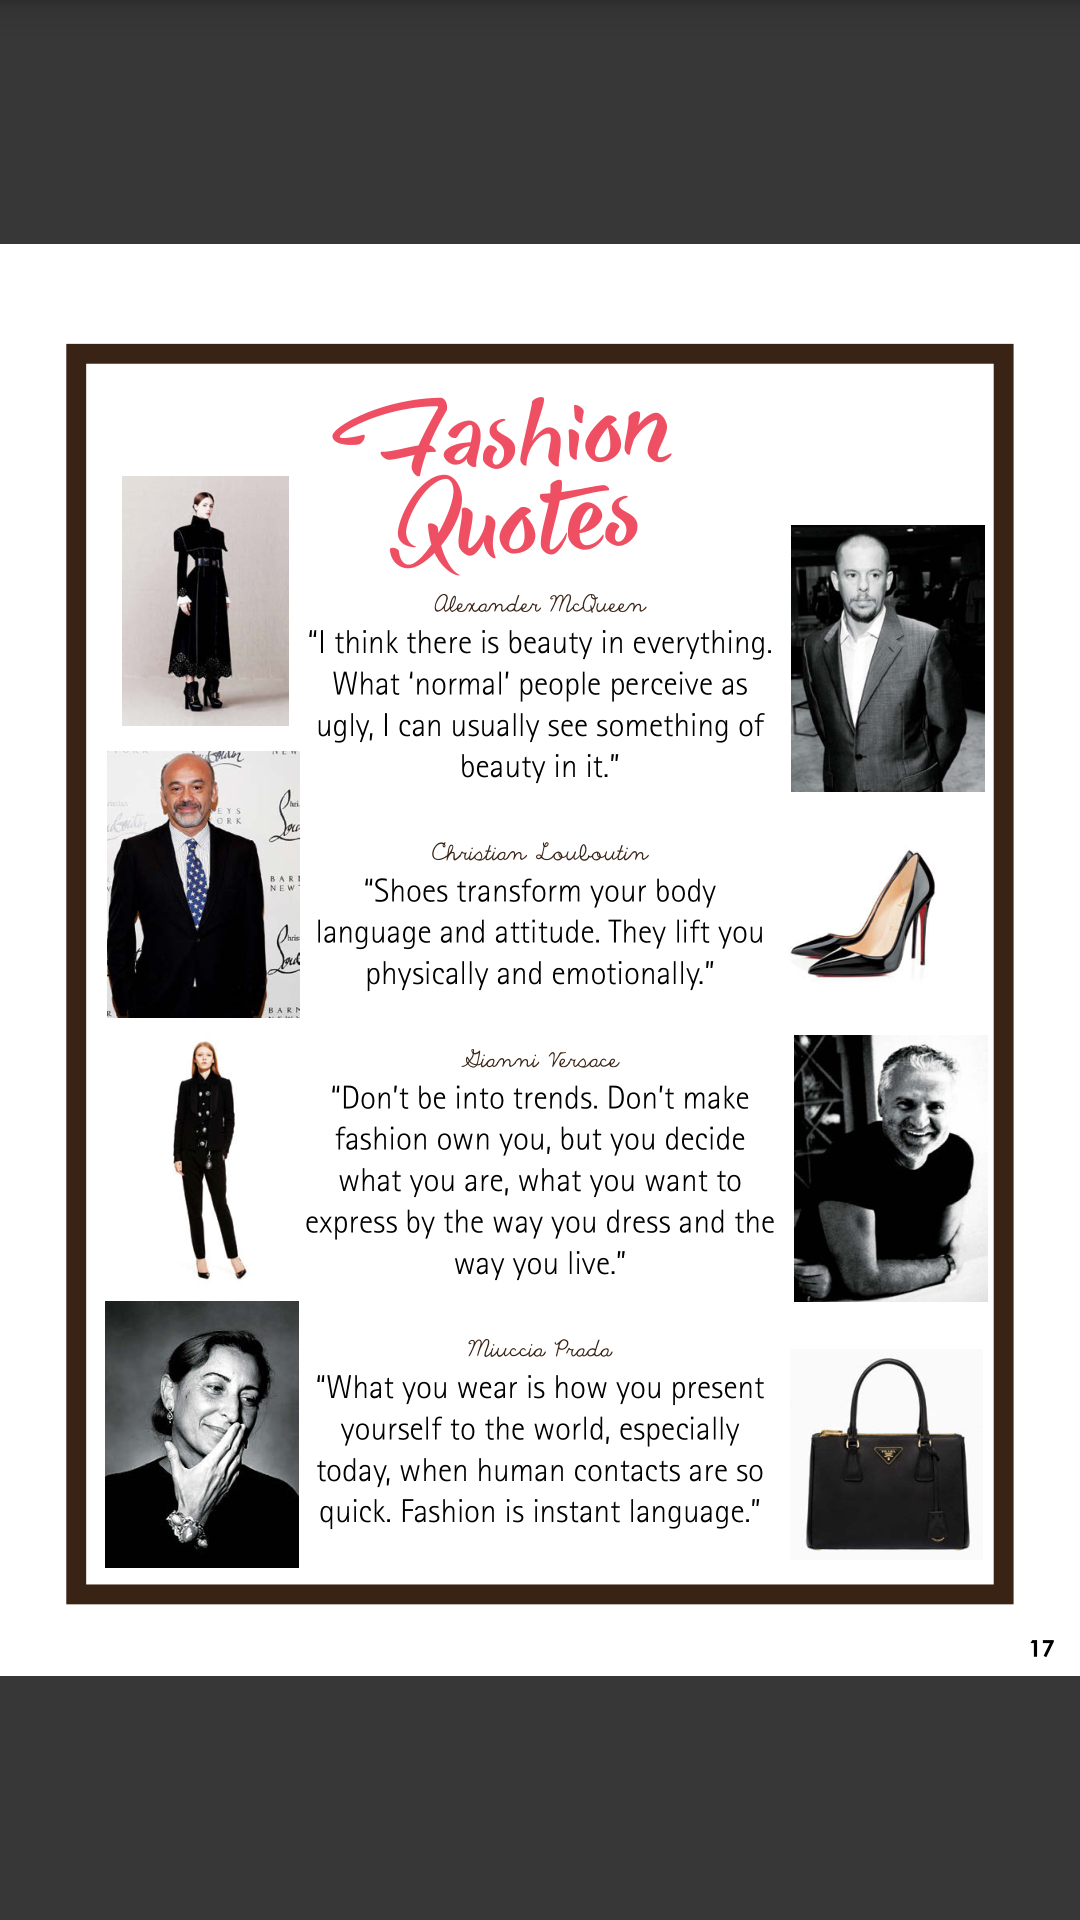 Fashion
Quotes
Alexander McQueen
“I think there is beauty in everything.
What ‘normal’ people perceive as
ugly, I can usually see something of
beauty in it.”
Christian Louboutin
“Shoes transform your body
language and attitude. They lift you
physically and emotionally.”
Gianni Versace
“Don’t be into trends. Don’t make
fashion own you, but you decide
what you are, what you want to
express by the way you dress and the
way you live.”
Miuccia Prada
“What you wear is how you present
yourself to the world, especially
today, when human contacts are so
quick. Fashion is instant language.”
17